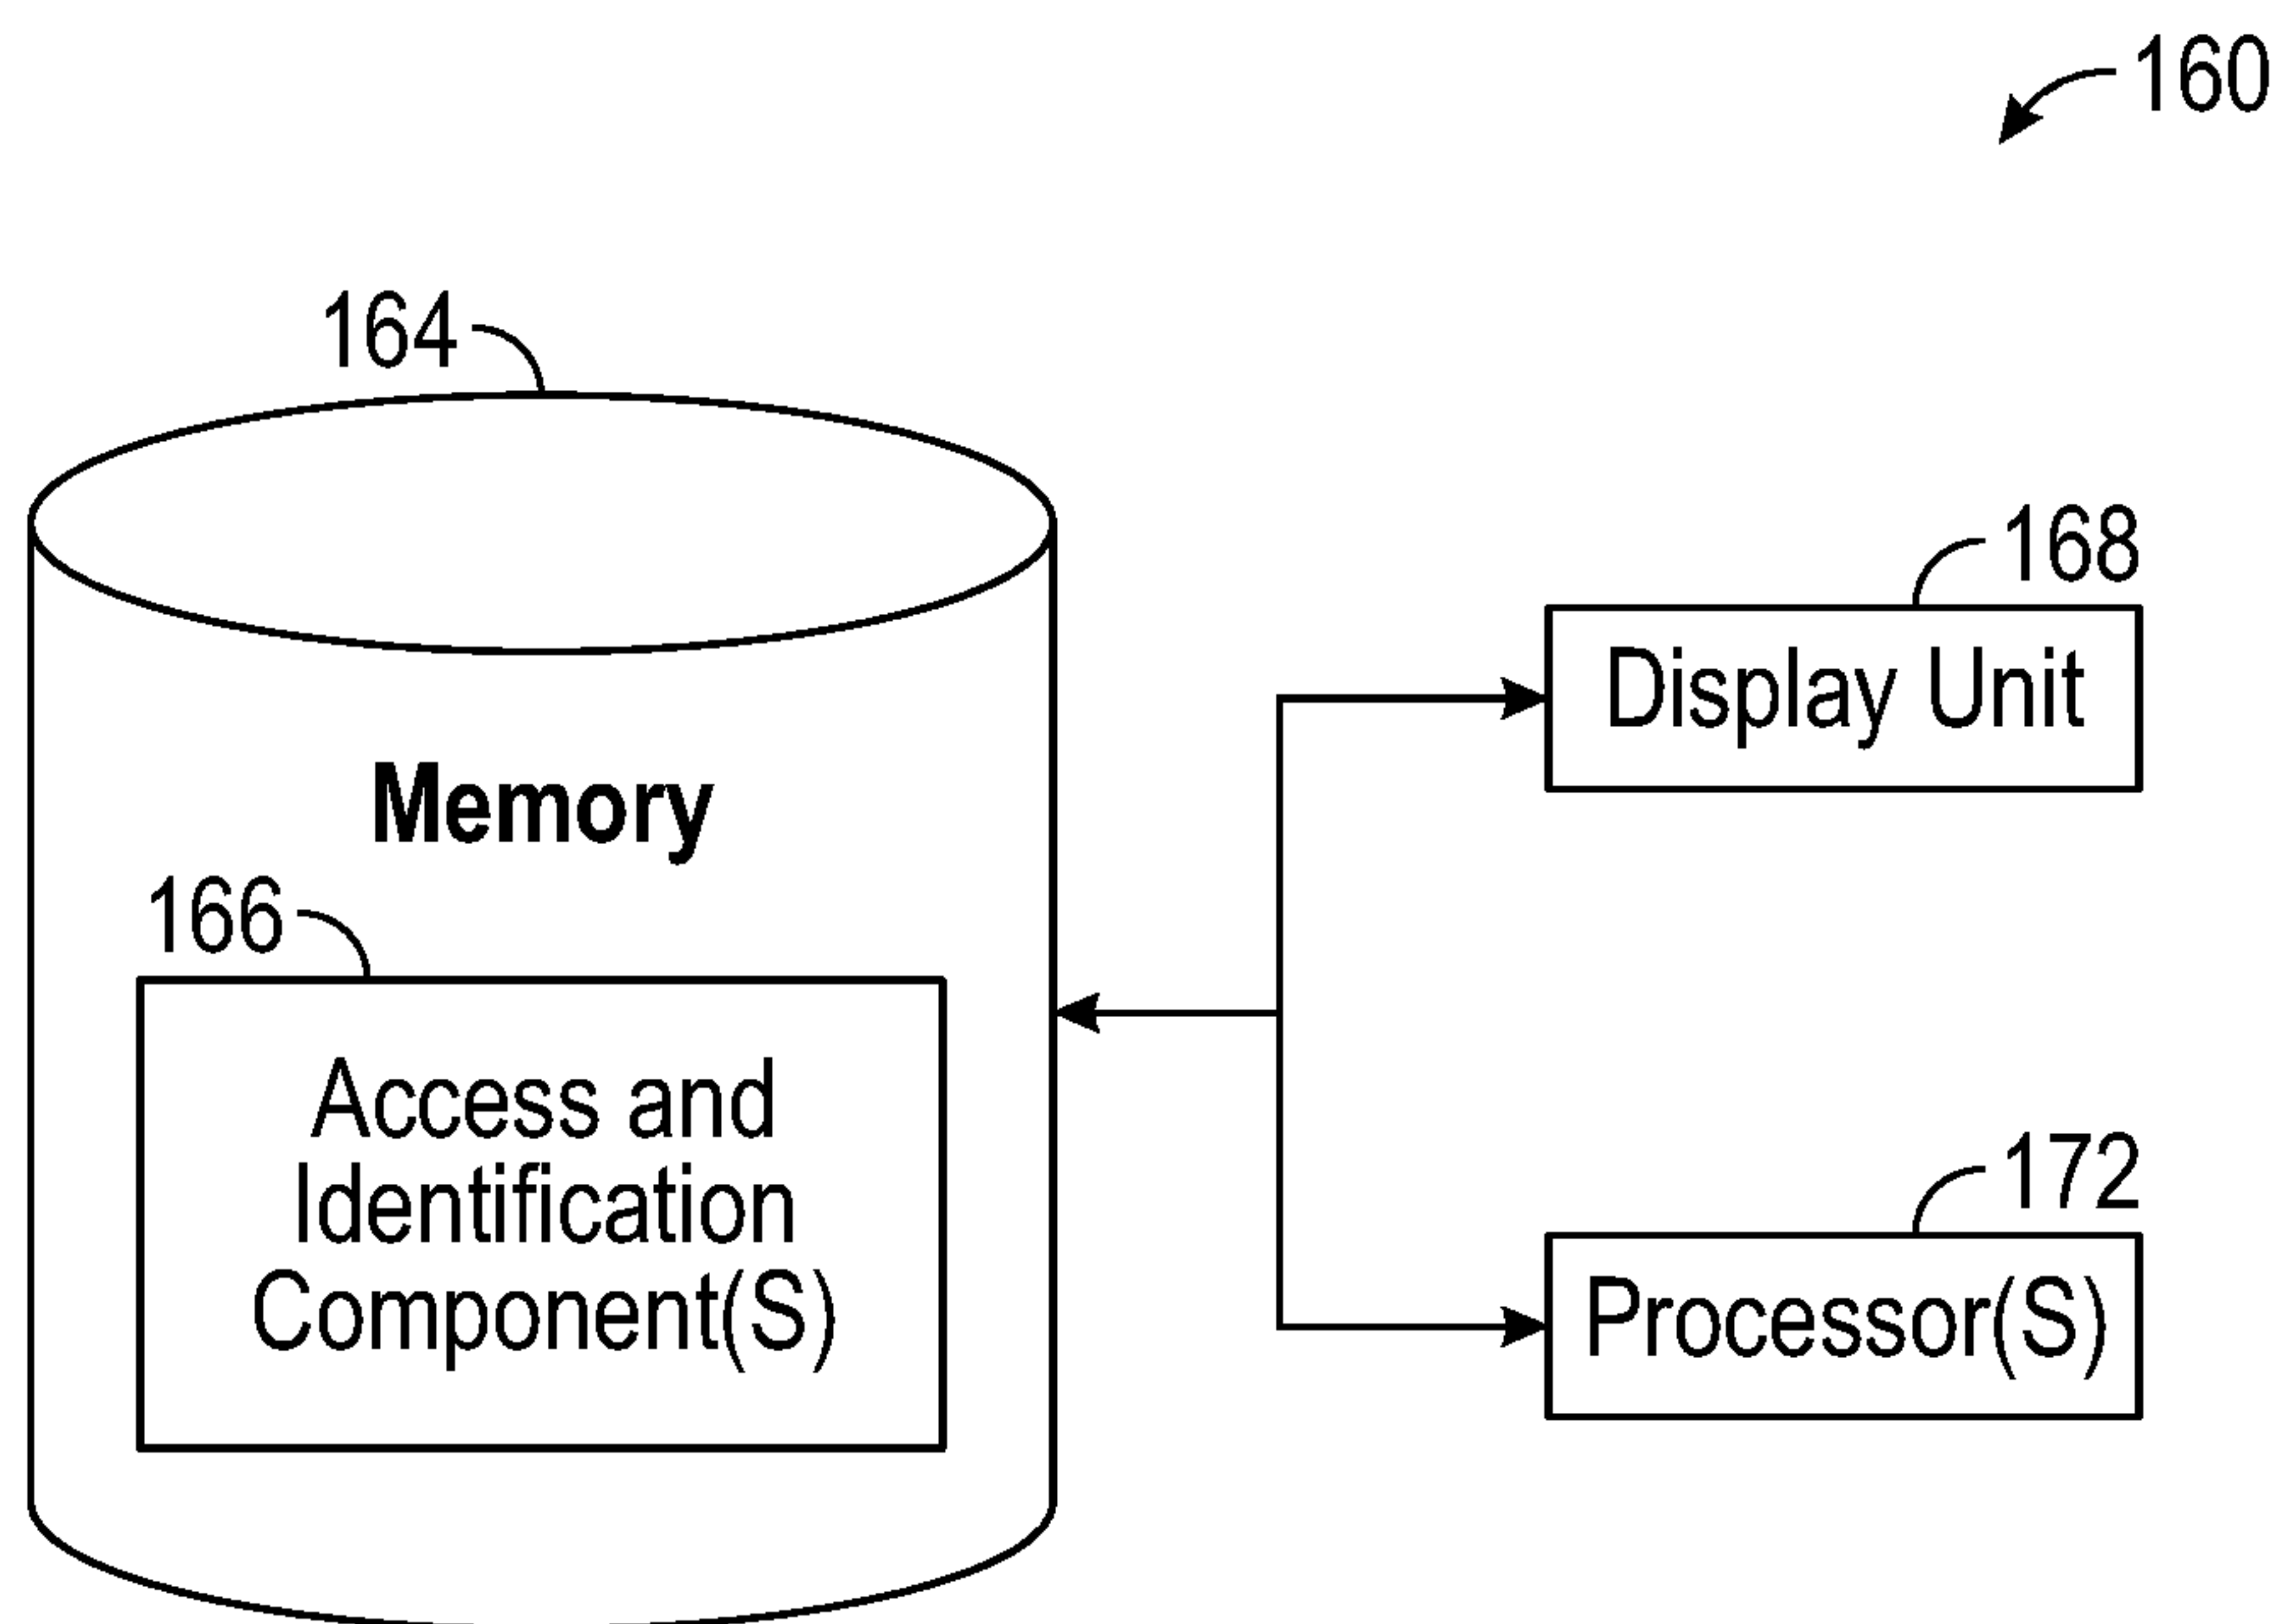 160
164
168
Display Unit
Memory
166
Access and
Identification
Component(S)
172
Processor(S)